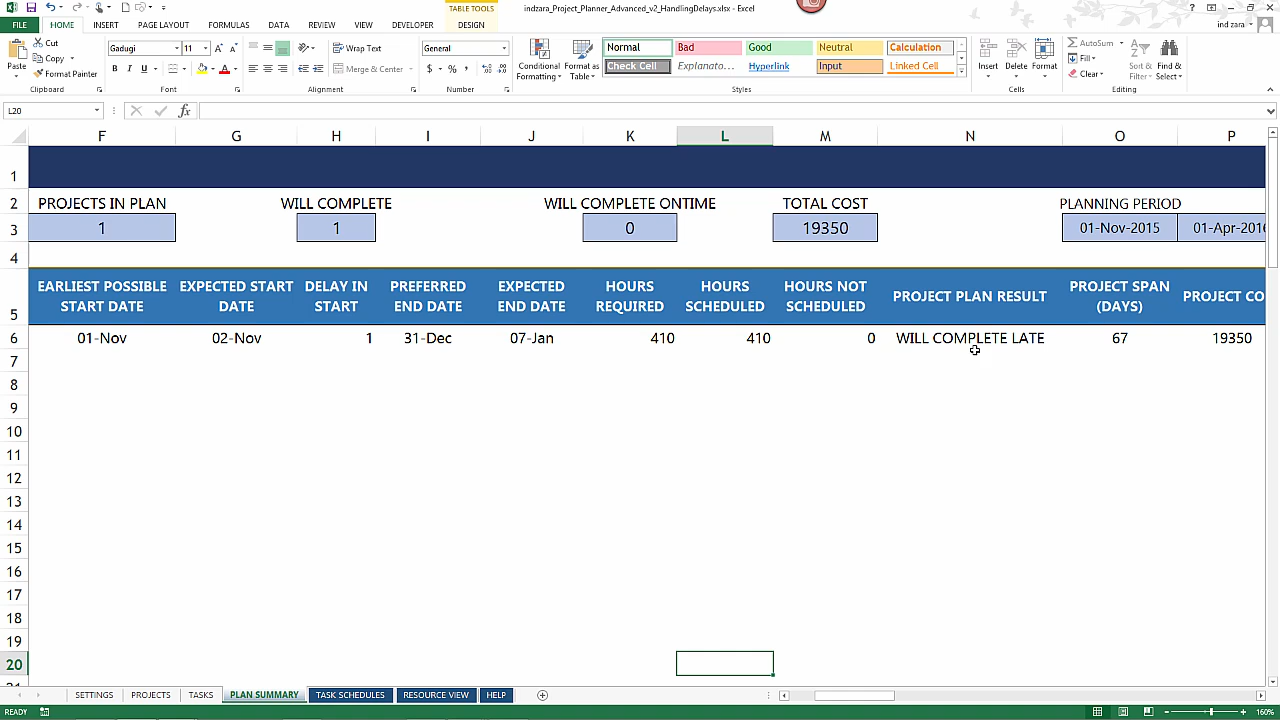 TABLE TOOLS
indzara_Project_Planner_Advanced_v2_HandlingDelays.xlsx - Excel
FILE HOME INSERT PAGE LAYOUT FORMULAS DATA REVIEW VIEW DEVELOPER DESIGN ind zara
Paste Cut Copy Format Painter
Clipboard
Gadugi 11
B I U A
Font
Wrap Text
Merge & Center
Alignment
General
$ % ,
Number
Conditional Formatting Format as Table
Normal Bad Good Neutral Calculation
Check Cell Explanato... Hyperlink Input Linked Cell
Styles
Insert Delete Format
Cells
AutoSum
Fill
Clear
Sort & Filter Find & Select
Editing
L20 fx
F G H I J K L M N O P
1
2 PROJECTS IN PLAN WILL COMPLETE WILL COMPLETE ONTIME TOTAL COST PLANNING PERIOD
3 1 1 0 19350 01-Nov-2015 01-Apr-2016
4
5 EARLIEST POSSIBLE START DATE EXPECTED START DATE DELAY IN START PREFERRED END DATE EXPECTED END DATE HOURS REQUIRED HOURS SCHEDULED HOURS NOT SCHEDULED PROJECT PLAN RESULT PROJECT SPAN (DAYS) PROJECT CO
6 01-Nov 02-Nov 1 31-Dec 07-Jan 410 410 0 WILL COMPLETE LATE 67 19350
7
8
9
10
11
12
13
14
15
16
17
18
19
20
SETTINGS PROJECTS TASKS PLAN SUMMARY TASK SCHEDULES RESOURCE VIEW HELP
READY 160%